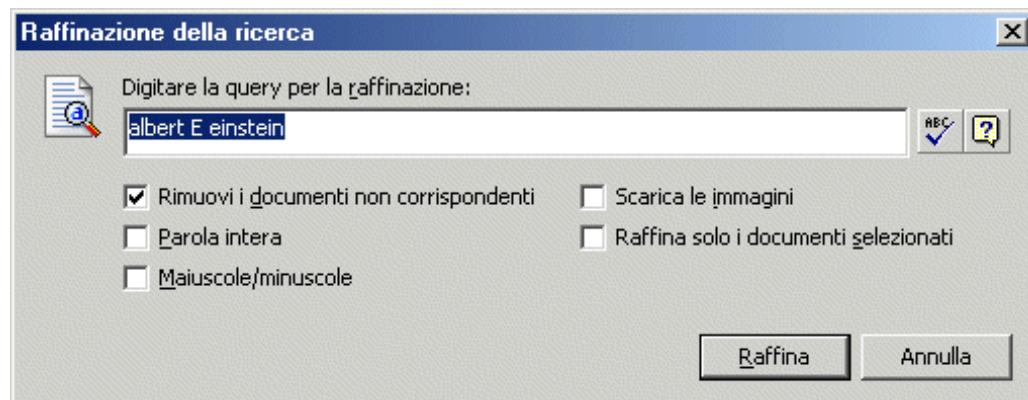 Raffinazione della ricerca
Digitare la query per la raffinazione:
albert E einstein
ABC
Rimuovi i documenti non corrispondenti
Scarica le immagini
Parola intera
Raffina solo i documenti selezionati
Maiuscole/minuscole
Raffina
Annulla